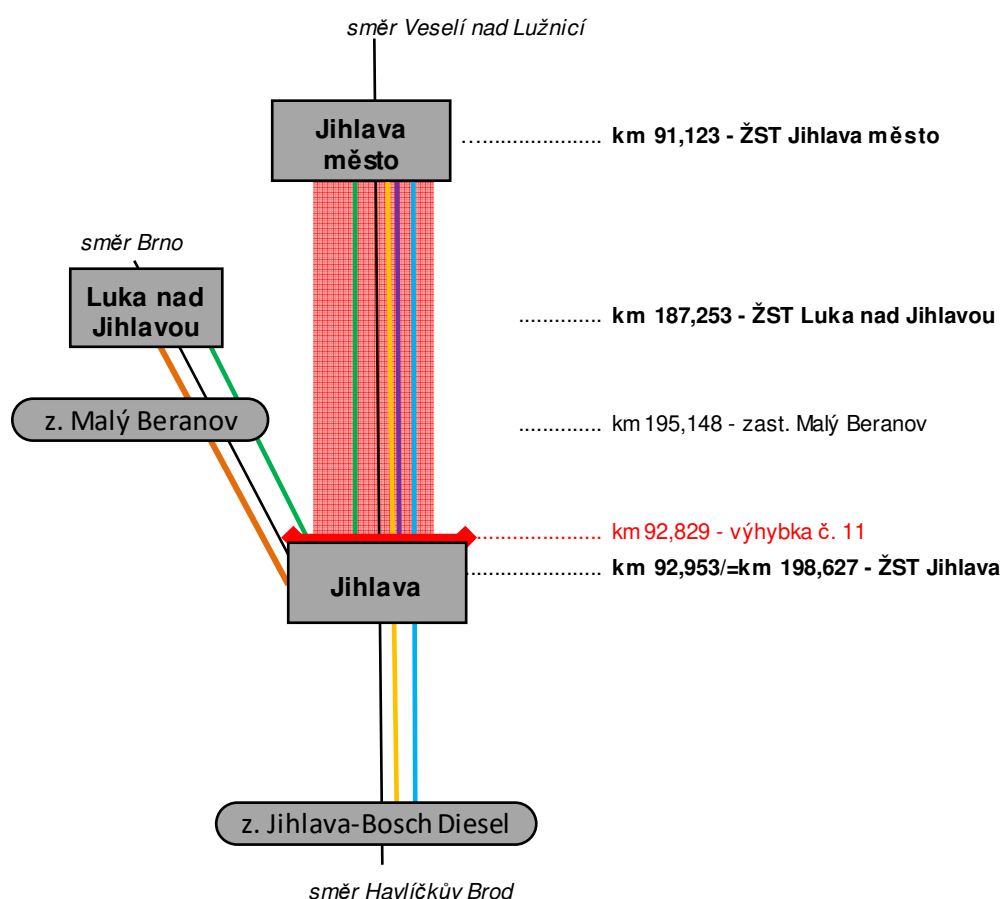 směr Veselí nad Lužnicí
Jihlava
město
....................... km 91,123 - ŽST Jihlava město
směr Brno
Luka nad
Jihlavou
.............. km 187,253 - ŽST Luka nad Jihlavou
z. Malý Beranov
.............. km 195,148 - zast. Malý Beranov
..................... km 92,829 - výhybka č. 11
Jihlava
....................... km 92,953/=km 198,627 - ŽST Jihlava
z. Jihlava-Bosch Diesel
směr Havlíčkův Brod